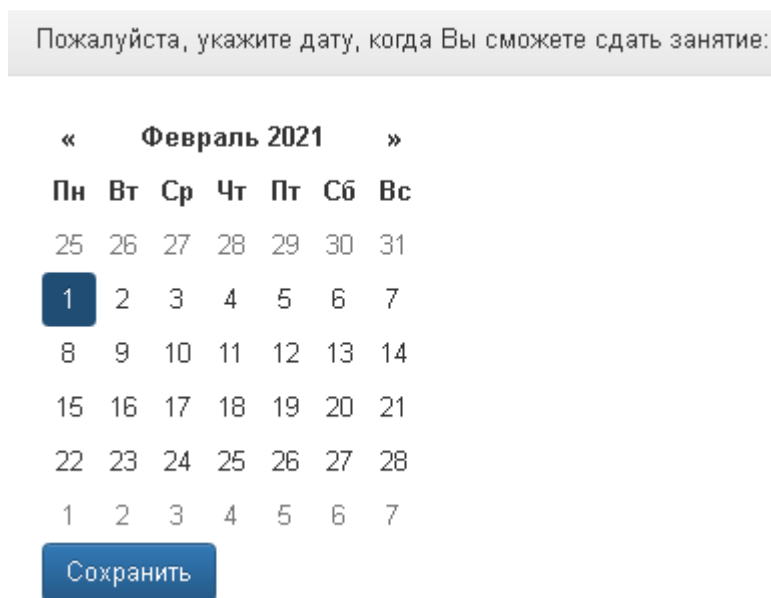 Пожалуйста, укажите дату, когда Вы сможете сдать занятие:
« Февраль 2021 »
Пн Вт Ср Чт Пт Сб Вс
25 26 27 28 29 30 31
1 2 3 4 5 6 7
8 9 10 11 12 13 14
15 16 17 18 19 20 21
22 23 24 25 26 27 28
1 2 3 4 5 6 7
Сохранить